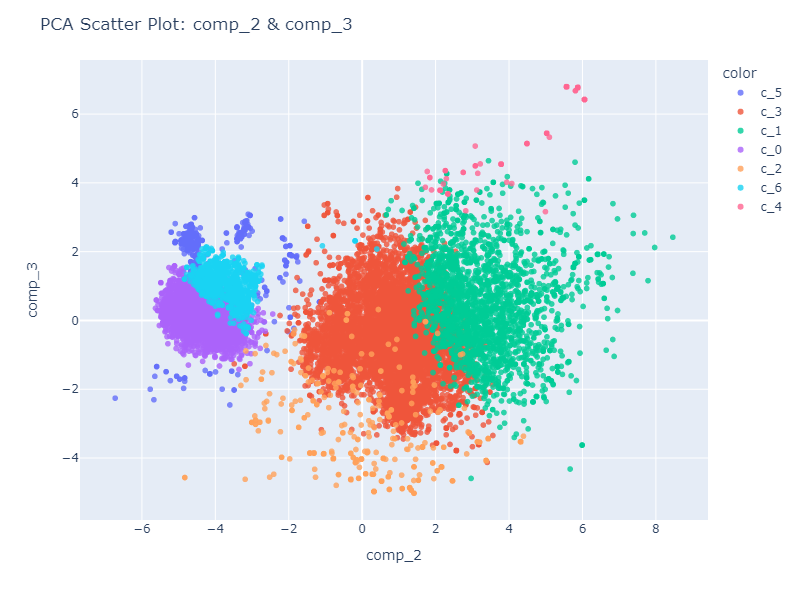 PCA Scatter Plot: comp_2 & comp_3
color
c_5
c_3
c_1
c_0
c_2
c_6
c_4
6
4
2
0
−2
−4
comp_3
−6
−4
−2
0
2
4
6
8
comp_2